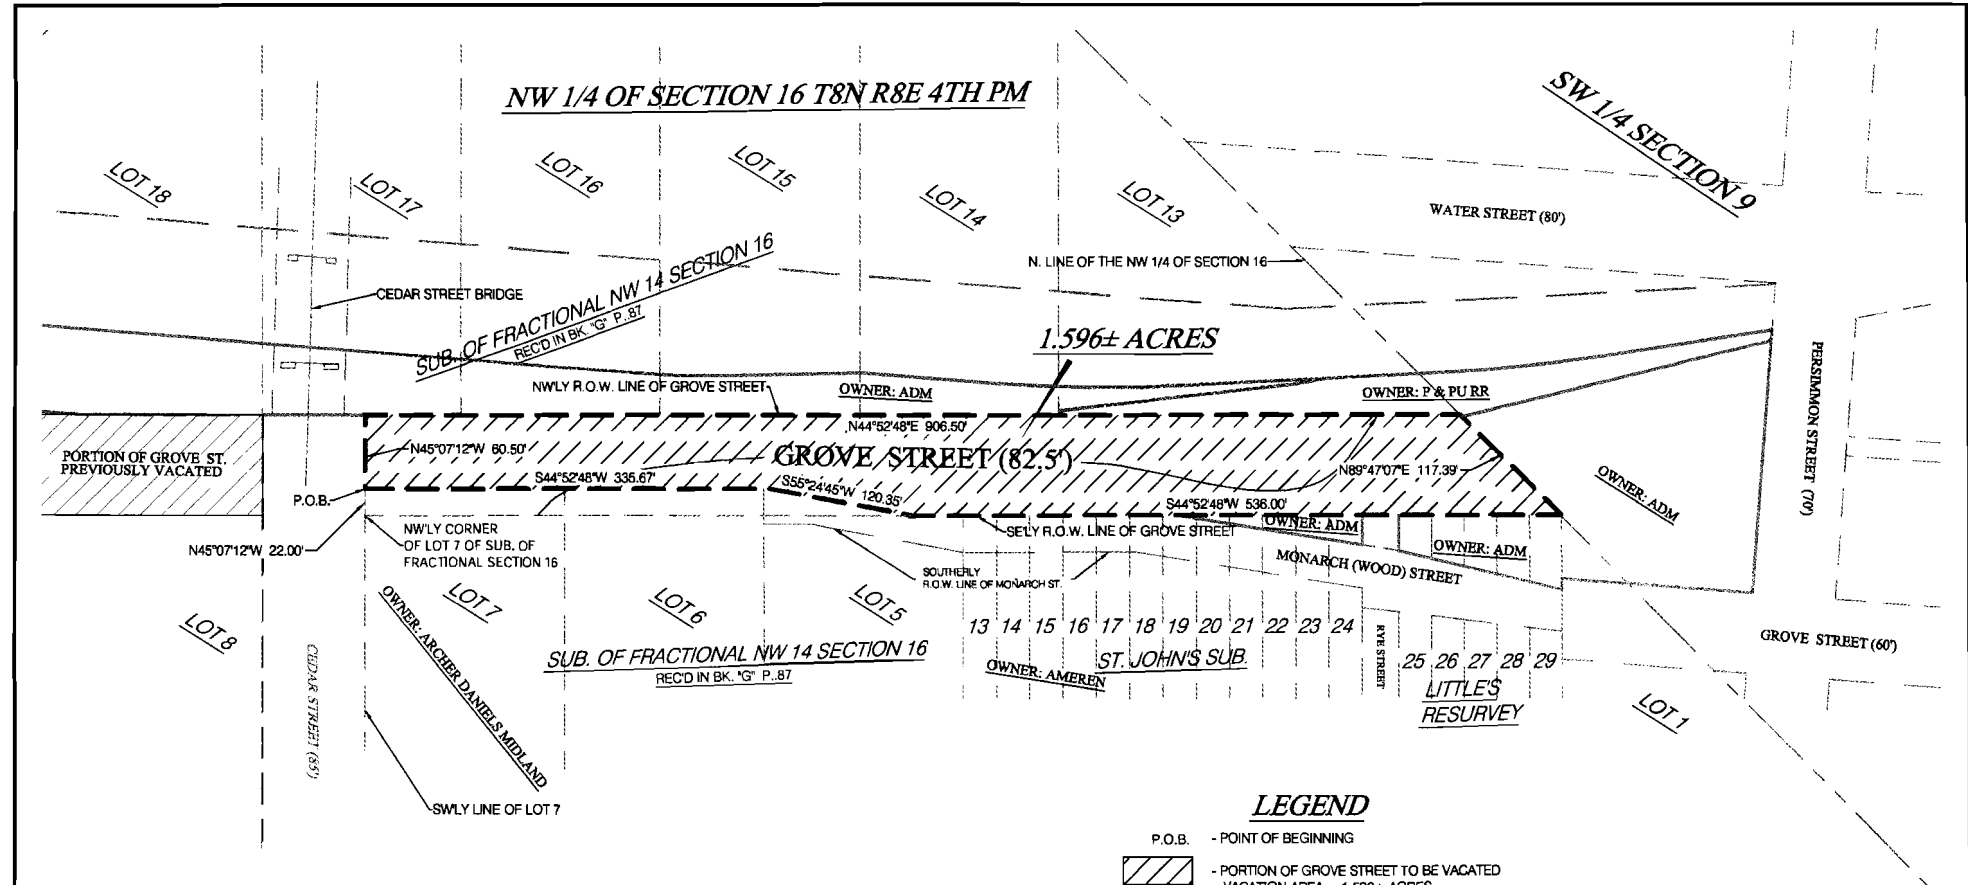 NW 1/4 OF SECTION 16 T8N R8E 4TH PM
SW 1/4 SECTION 9
LOT 18
LOT 17
LOT 16
LOT 15
LOT 14
LOT 13
WATER STREET (80')
N. LINE OF THE NW 1/4 OF SECTION 16
CEDAR STREET BRIDGE
SUB. OF FRACTIONAL NW 14 SECTION 16
REC'D IN BK. "G" P..87
1.596± ACRES
NW'LY R.O.W. LINE OF GROVE STREET
OWNER: ADM
OWNER: P & PU RR
PERSIMMON STREET (70')
N44°52'48"E 906.50'
PORTION OF GROVE ST.
PREVIOUSLY VACATED
N45°07'12"W 60.50'
GROVE STREET (82.5')
N89°47'07"E 117.39'
OWNER: ADM
S44°52'48"W 335.67'
S55°24'45"W 120.35'
S44°52'48"W 536.00'
P.O.B.
NW'LY CORNER
OF LOT 7 OF SUB. OF
FRACTIONAL SECTION 16
N45°07'12"W 22.00'
SE'LY R.O.W. LINE OF GROVE STREET
OWNER: ADM
OWNER: ADM
MONARCH (WOOD) STREET
SOUTHERLY
R.O.W. LINE OF MONARCH ST.
LOT 8
LOT 7
LOT 6
LOT 5
13 14 15 16 17 18 19 20 21 22 23 24
RYE STREET
25 26 27 28 29
GROVE STREET (60')
OWNER: ARCHER DANIELS MIDLAND
SUB. OF FRACTIONAL NW 14 SECTION 16
REC'D IN BK. "G" P..87
OWNER: AMEREN
ST. JOHN'S SUB.
LITTLE'S
RESURVEY
LOT 1
CEDAR STREET (85')
SW'LY LINE OF LOT 7
LEGEND
P.O.B. - POINT OF BEGINNING
- PORTION OF GROVE STREET TO BE VACATED
VACATION AREA = 1.596± ACRES